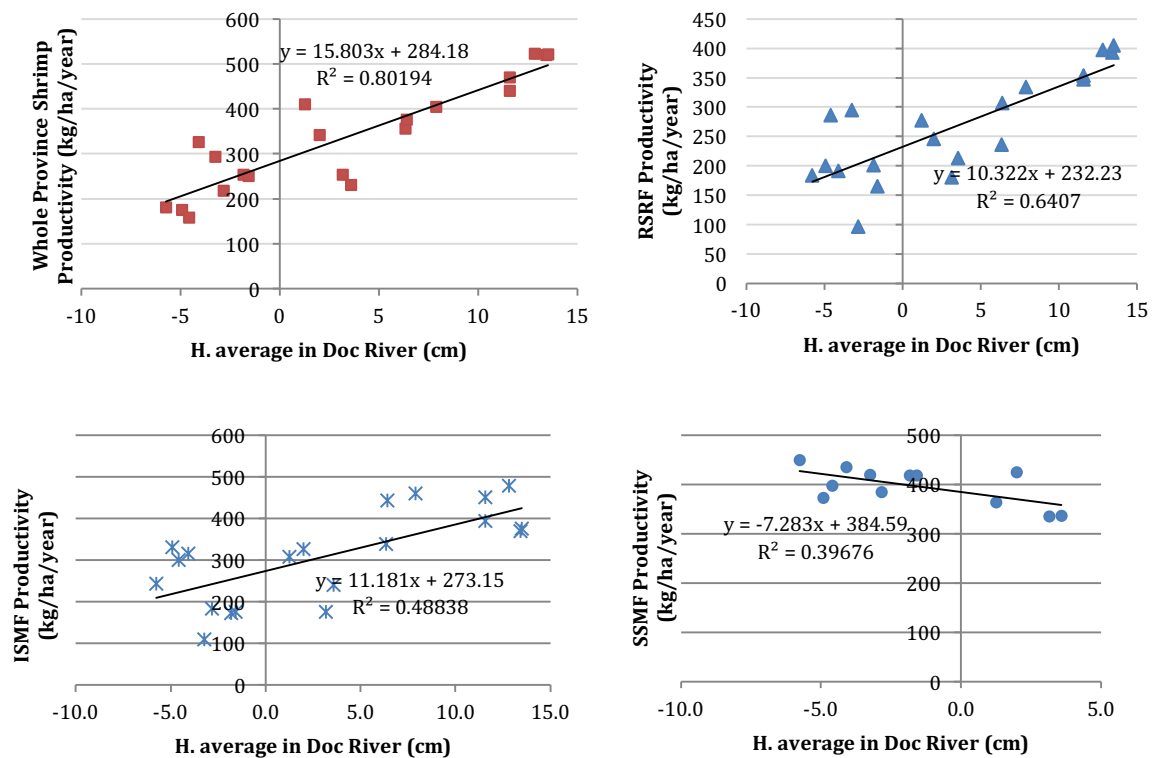 Whole Province Shrimp
Productivity (kg/ha/year)
600
500
400
300
200
100
0
y = 15.803x + 284.18
R² = 0.80194
-10
-5
0
5
10
15
H. average in Doc River (cm)
RSRF Productivity
(kg/ha/year)
450
400
350
300
250
200
150
100
50
0
y = 10.322x + 232.23
R² = 0.6407
-10
-5
0
5
10
15
H. average in Doc River (cm)
ISMF Productivity
(kg/ha/year)
600
500
400
300
200
100
0
y = 11.181x + 273.15
R² = 0.48838
-10.0
-5.0
0.0
5.0
10.0
15.0
H. average in Doc River (cm)
SSMF Productivity
(kg/ha/year)
500
400
300
200
100
0
y = -7.283x + 384.59
R² = 0.39676
-10.0
-5.0
0.0
5.0
H. average in Doc River (cm)